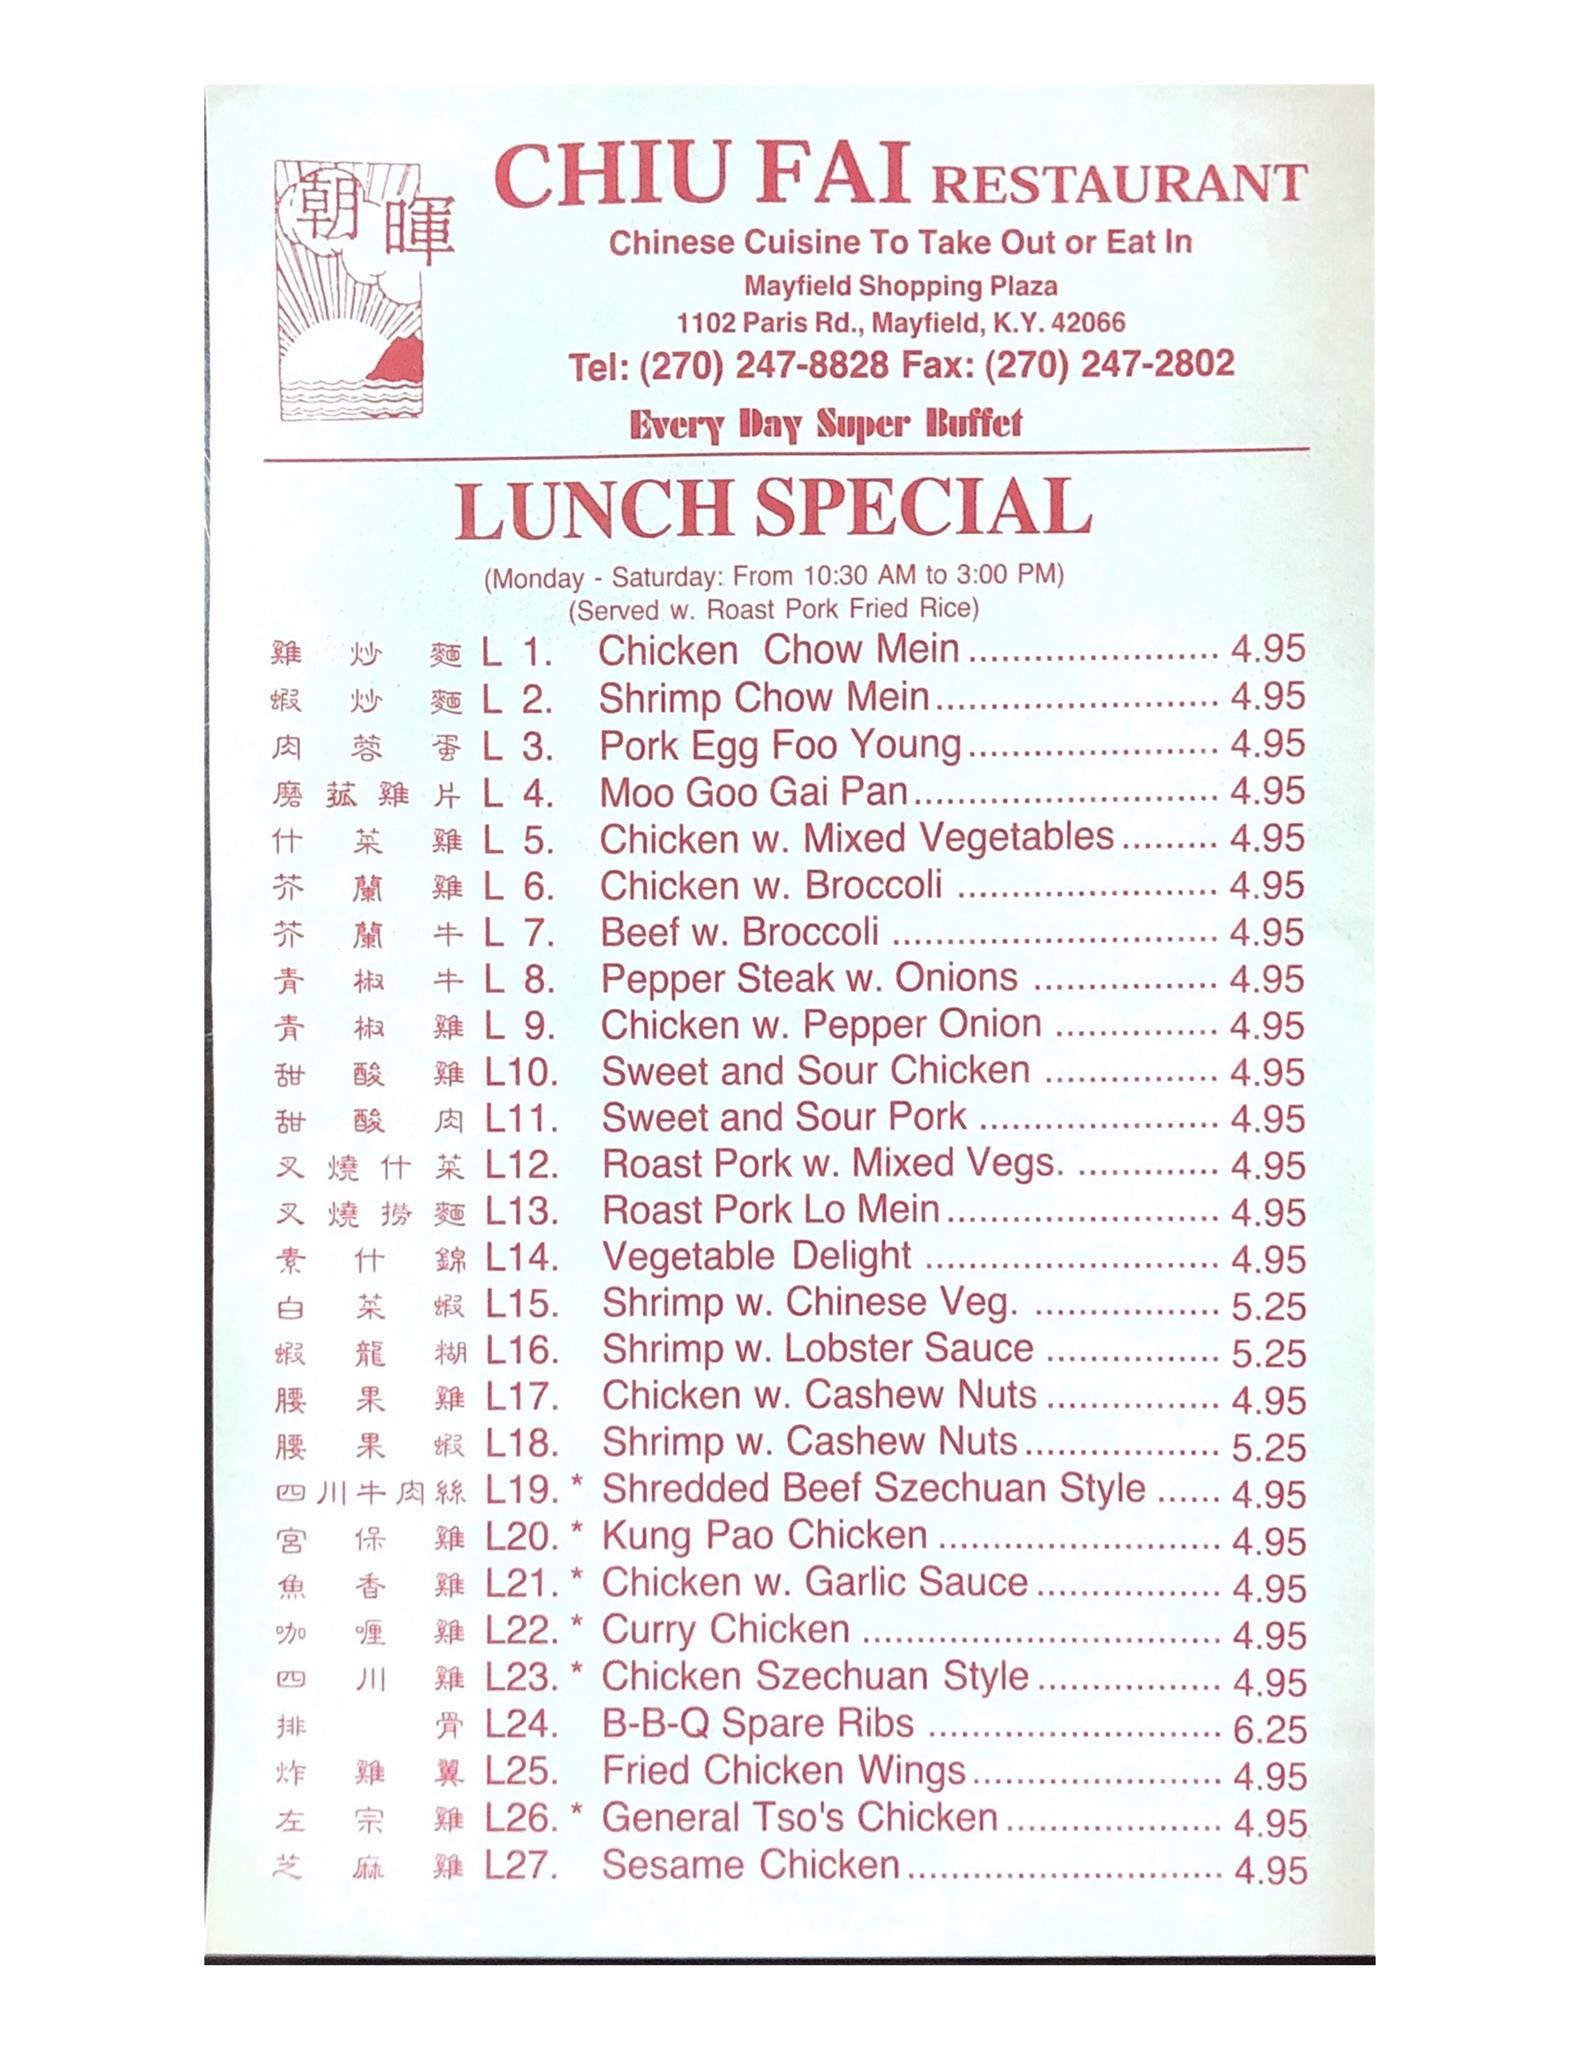 朝暉
CHIU FAI RESTAURANT
Chinese Cuisine To Take Out or Eat In
Mayfield Shopping Plaza
1102 Paris Rd., Mayfield, K.Y. 42066
Tel: (270) 247-8828 Fax: (270) 247-2802
Every Day Super Buffet
LUNCH SPECIAL
(Monday - Saturday: From 10:30 AM to 3:00 PM)
(Served w. Roast Pork Fried Rice)
雞炒麵 L 1. Chicken Chow Mein ....................... 4.95
蝦炒麵 L 2. Shrimp Chow Mein .......................... 4.95
肉蓉蛋 L 3. Pork Egg Foo Young ....................... 4.95
磨菰雞片 L 4. Moo Goo Gai Pan ............................ 4.95
什菜雞 L 5. Chicken w. Mixed Vegetables ......... 4.95
芥蘭雞 L 6. Chicken w. Broccoli ........................ 4.95
芥蘭牛 L 7. Beef w. Broccoli .............................. 4.95
青椒牛 L 8. Pepper Steak w. Onions ................. 4.95
青椒雞 L 9. Chicken w. Pepper Onion ............... 4.95
甜酸雞 L10. Sweet and Sour Chicken ................ 4.95
甜酸肉 L11. Sweet and Sour Pork ...................... 4.95
叉燒什菜 L12. Roast Pork w. Mixed Vegs. ............. 4.95
叉燒撈麵 L13. Roast Pork Lo Mein ......................... 4.95
素什錦 L14. Vegetable Delight ........................... 4.95
白菜蝦 L15. Shrimp w. Chinese Veg. ................. 5.25
蝦龍糊 L16. Shrimp w. Lobster Sauce ................ 5.25
腰果雞 L17. Chicken w. Cashew Nuts ................ 4.95
腰果蝦 L18. Shrimp w. Cashew Nuts .................. 5.25
四川牛肉絲 L19. * Shredded Beef Szechuan Style ...... 4.95
宮保雞 L20. * Kung Pao Chicken .......................... 4.95
魚香雞 L21. * Chicken w. Garlic Sauce ................. 4.95
咖喱雞 L22. * Curry Chicken ................................. 4.95
四川雞 L23. * Chicken Szechuan Style ................. 4.95
排骨 L24. B-B-Q Spare Ribs ........................... 6.25
炸雞翼 L25. Fried Chicken Wings ....................... 4.95
左宗雞 L26. * General Tso's Chicken .................... 4.95
芝麻雞 L27. Sesame Chicken ............................. 4.95